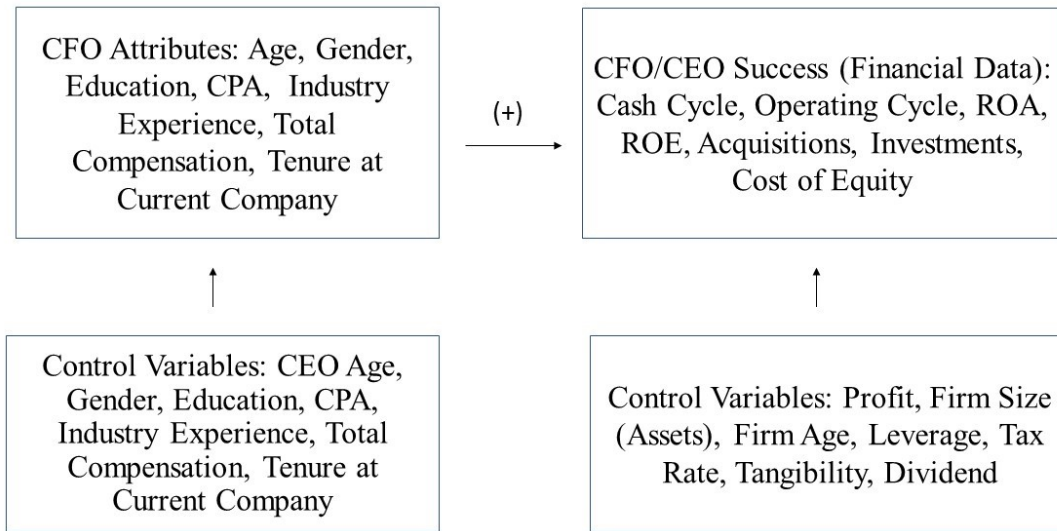 CFO Attributes: Age, Gender,
Education, CPA, Industry
Experience, Total
Compensation, Tenure at
Current Company
(+)
CFO/CEO Success (Financial Data):
Cash Cycle, Operating Cycle, ROA,
ROE, Acquisitions, Investments,
Cost of Equity
Control Variables: CEO Age,
Gender, Education, CPA,
Industry Experience, Total
Compensation, Tenure at
Current Company
Control Variables: Profit, Firm Size
(Assets), Firm Age, Leverage, Tax
Rate, Tangibility, Dividend